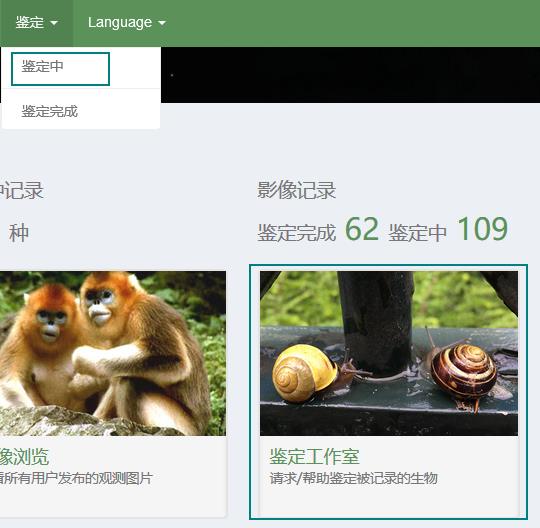 鉴定 Language
鉴定中
鉴定完成
记录
种
影像记录
鉴定完成 62 鉴定中 109
像浏览
所有用户发布的观测图片
鉴定工作室
请求/帮助鉴定被记录的生物